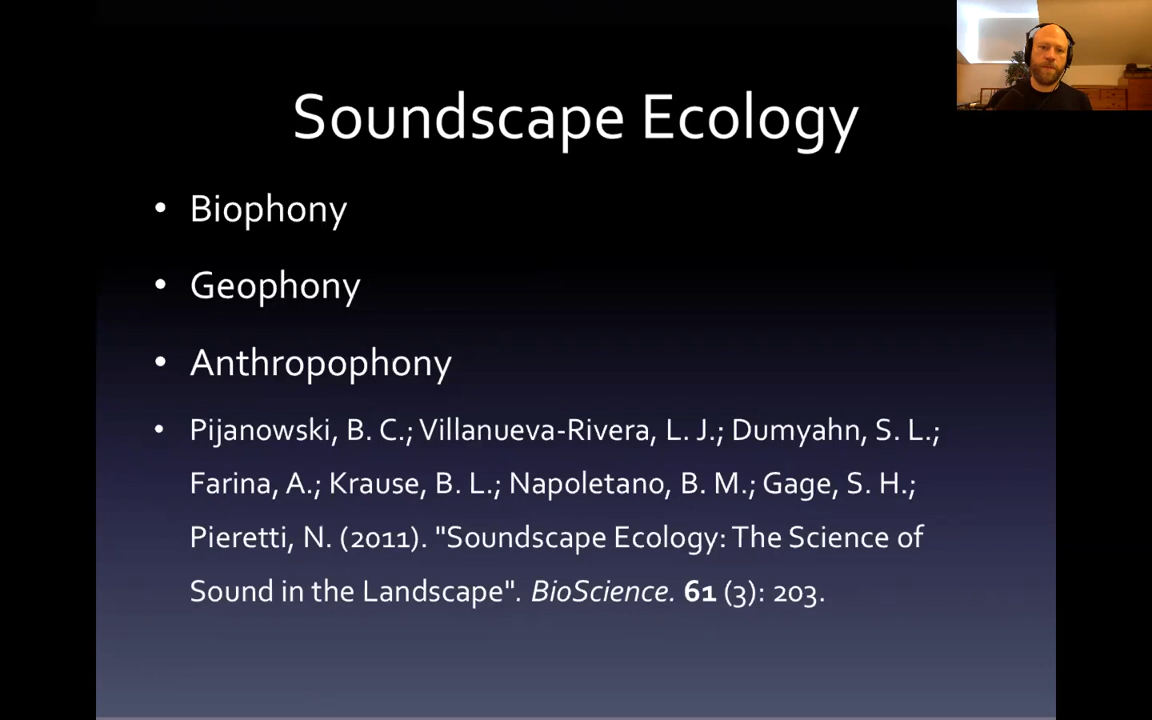 Soundscape Ecology
• Biophony
• Geophony
• Anthropophony
• Pijanowski, B. C.; Villanueva-Rivera, L. J.; Dumyahn, S. L.;
Farina, A.; Krause, B. L.; Napoletano, B. M.; Gage, S. H.;
Pieretti, N. (2011). "Soundscape Ecology: The Science of
Sound in the Landscape". BioScience. 61 (3): 203.